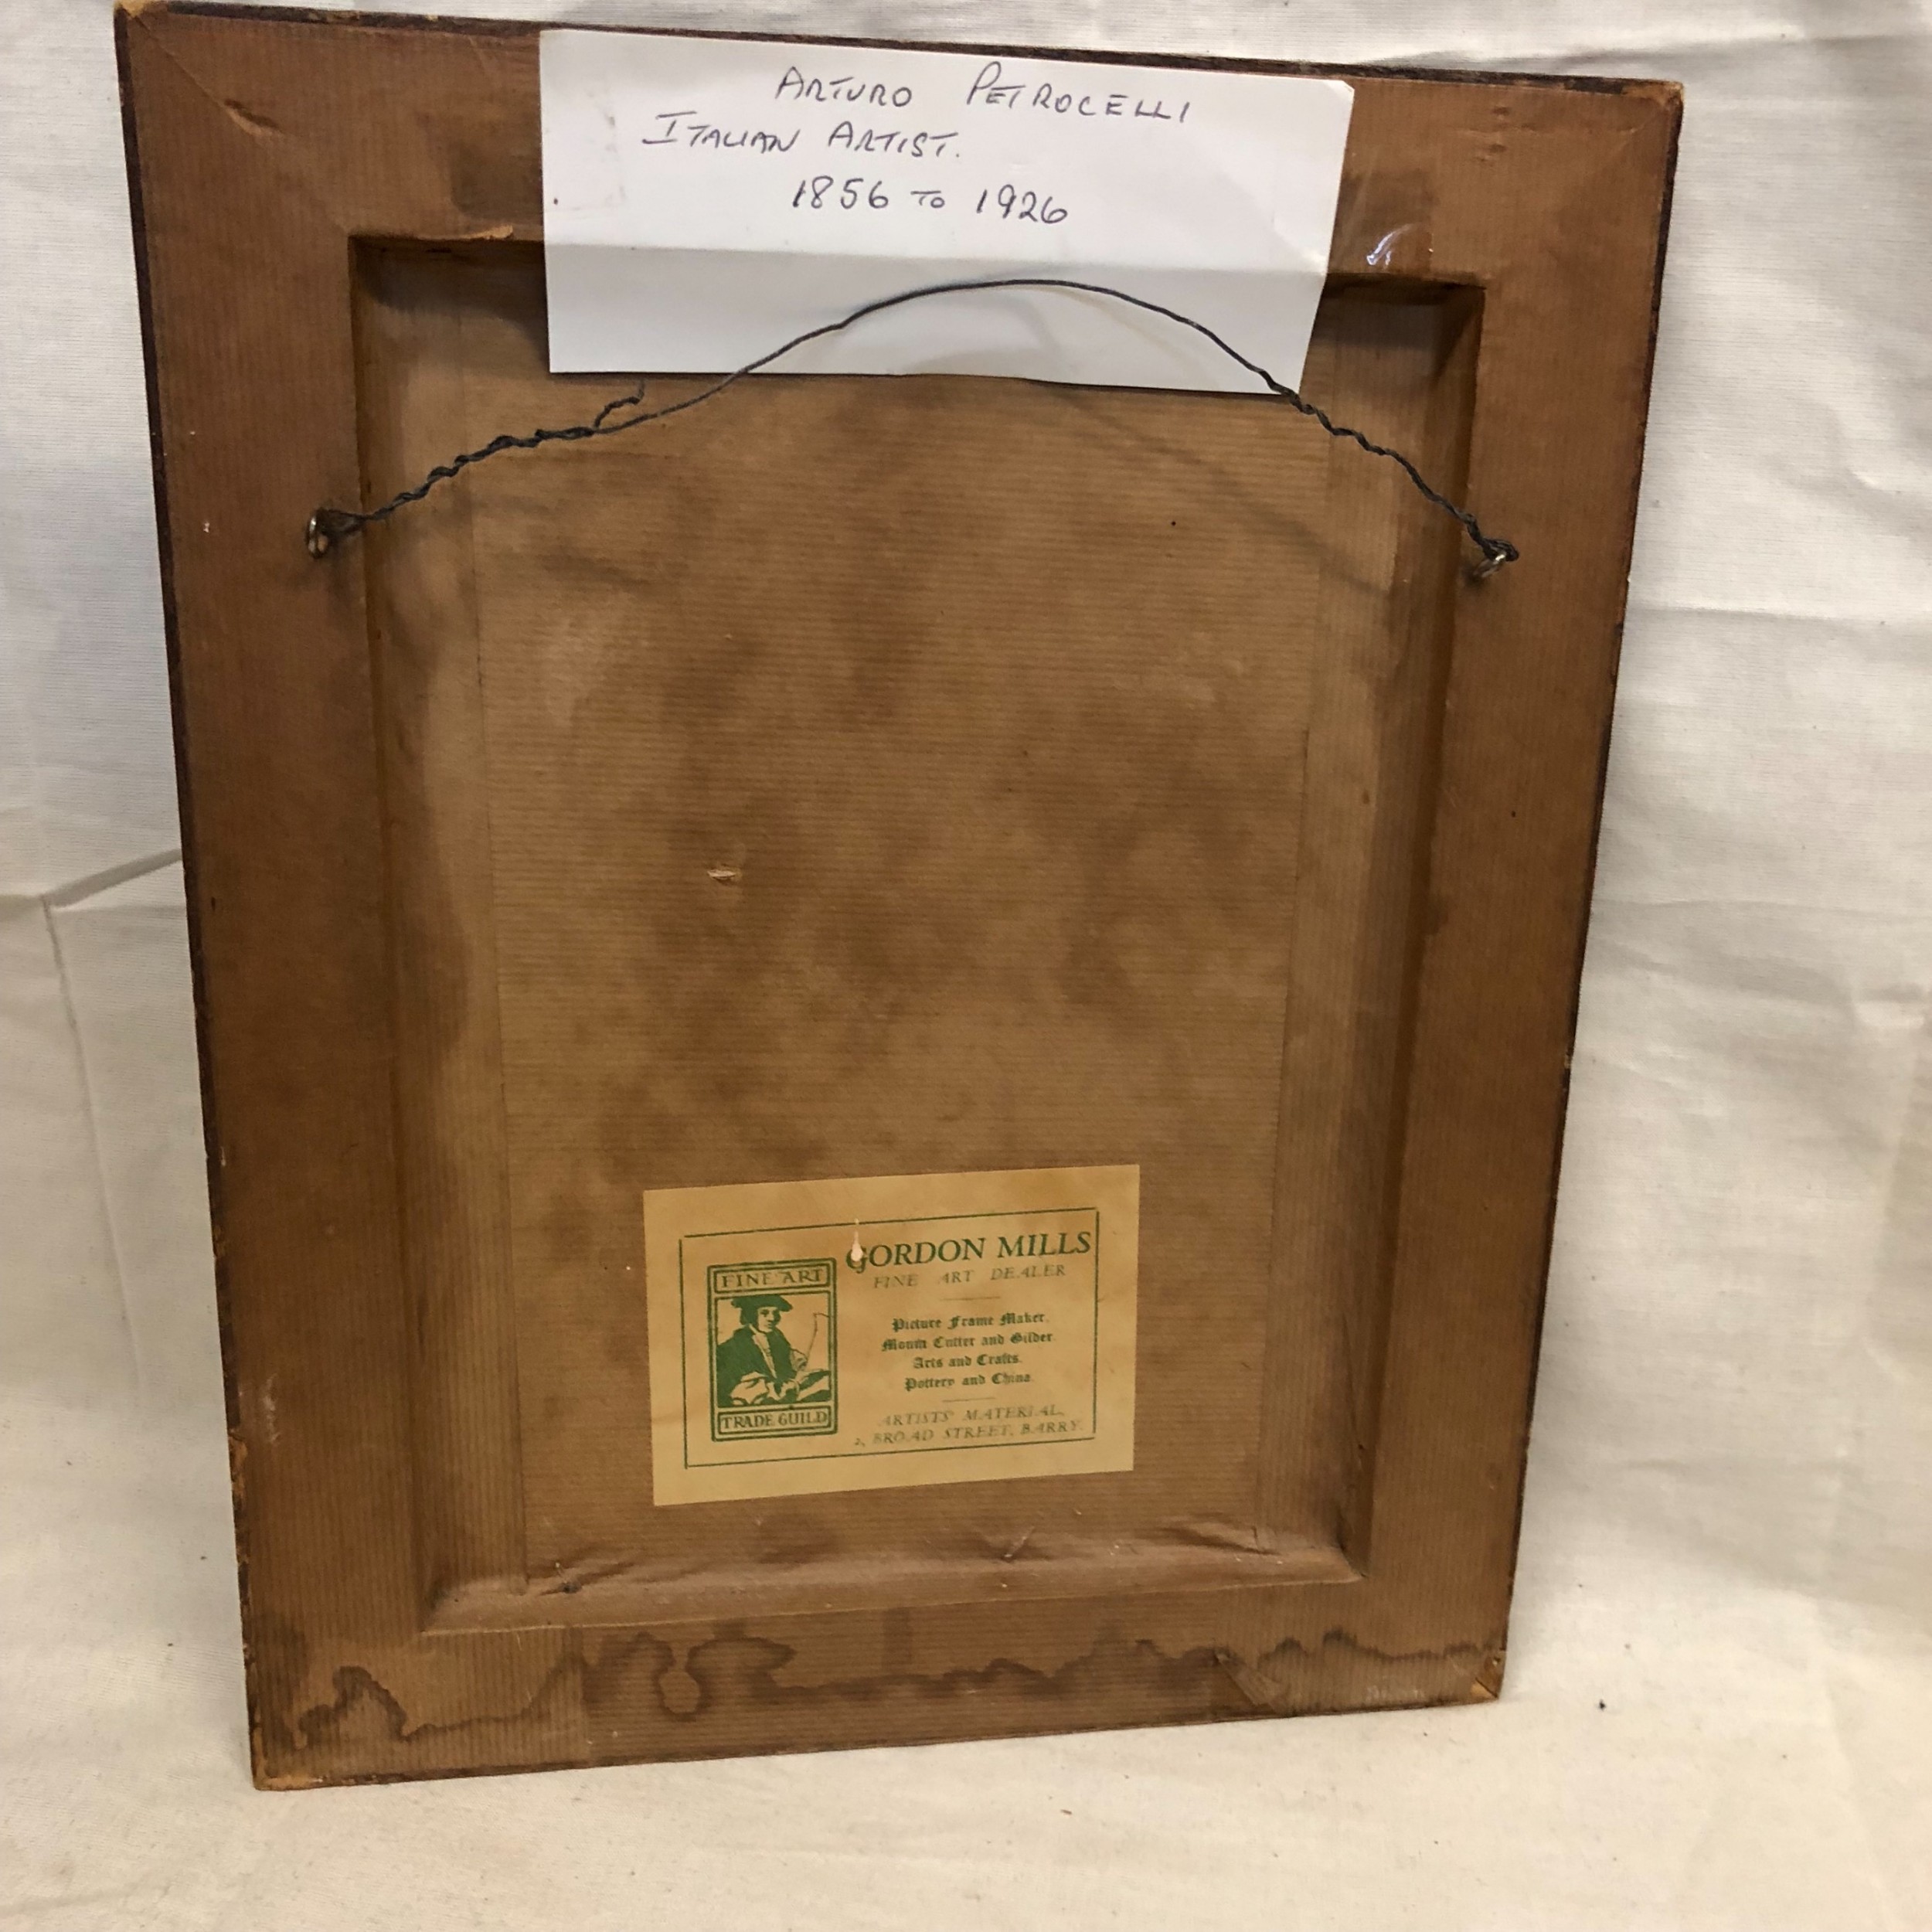 ARTURO PETROCELLI
ITALIAN ARTIST.
1856 TO 1926
FINE ART
TRADE GUILD
GORDON MILLS
FINE ART DEALER
Picture Frame Maker,
Mount Cutter and Gilder.
Arts and Crafts.
Pottery and China.
ARTISTS' MATERIAL,
2, BROAD STREET, BARRY.